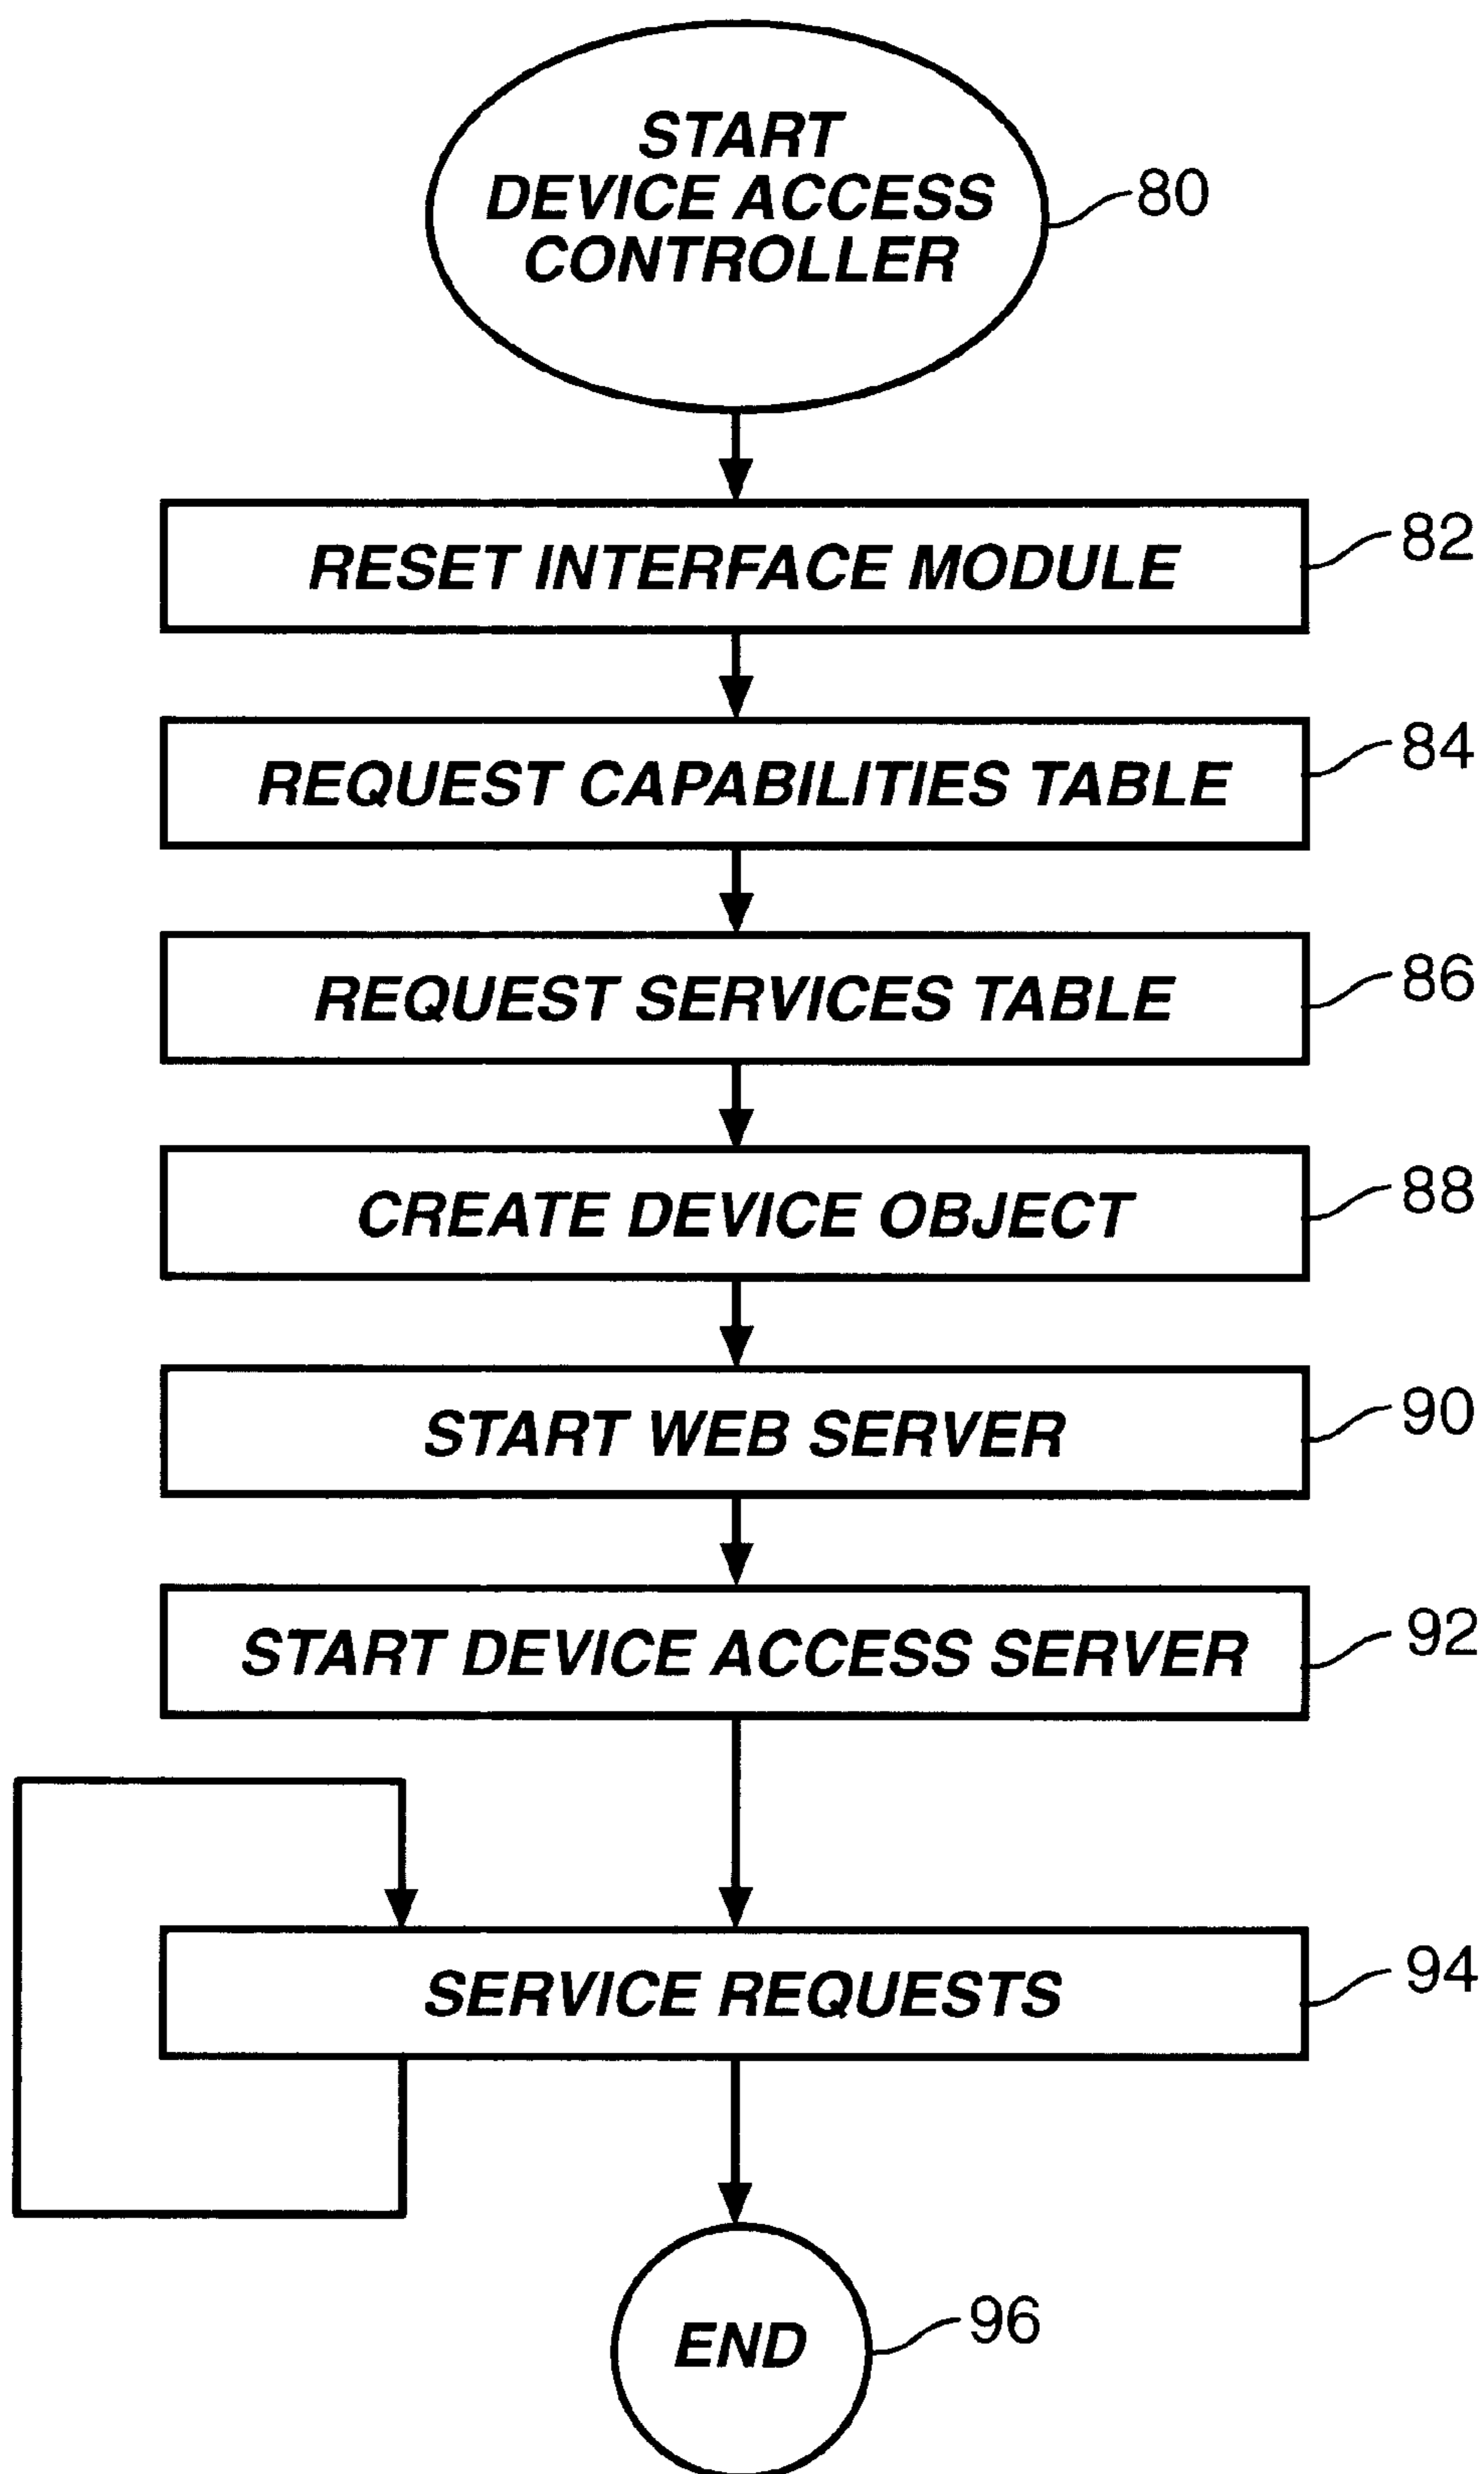 START
DEVICE ACCESS
CONTROLLER
80
RESET INTERFACE MODULE
82
REQUEST CAPABILITIES TABLE
84
REQUEST SERVICES TABLE
86
CREATE DEVICE OBJECT
88
START WEB SERVER
90
START DEVICE ACCESS SERVER
92
SERVICE REQUESTS
94
END
96